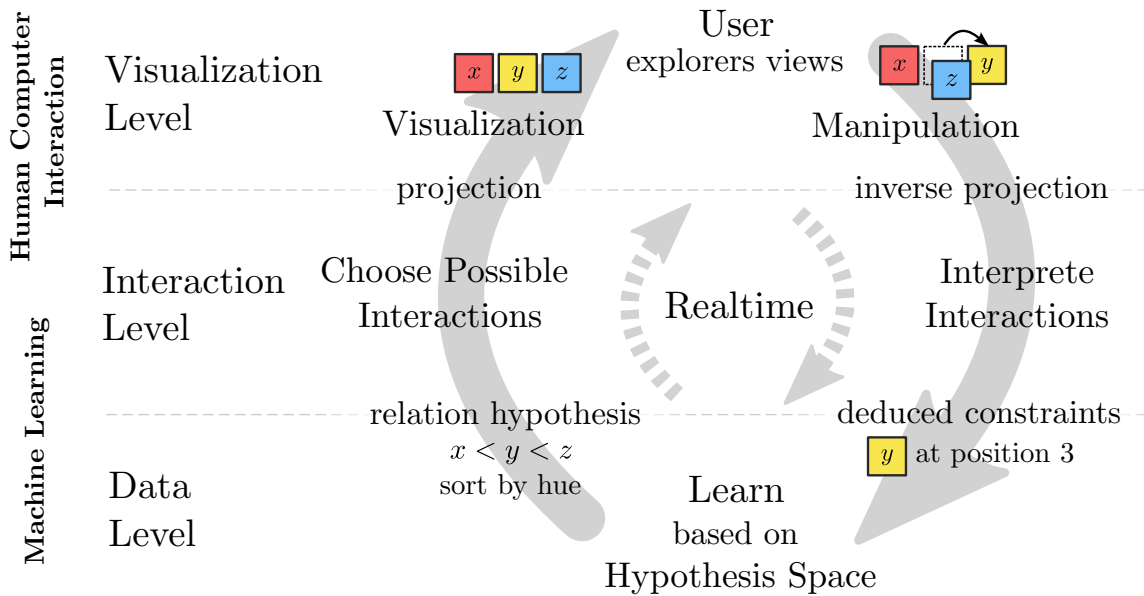 Human Computer
Interaction
Machine Learning
Visualization
Level
x y z
Visualization
User
explorers views
x z y
Manipulation
projection
inverse projection
Interaction
Level
Choose Possible
Interactions
Realtime
Interprete
Interactions
relation hypothesis
x < y < z
sort by hue
deduced constraints
y at position 3
Data
Level
Learn
based on
Hypothesis Space